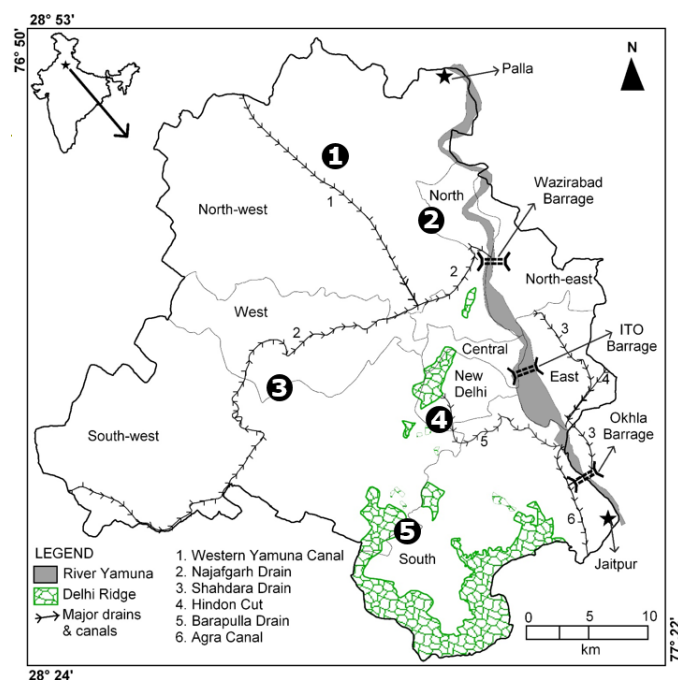 28° 53'
76° 50'
N
Palla
1
North
Wazirabad
Barrage
2
1
North-west
2
North-east
West
3
ITO
Barrage
2
Central
East
4
New
Delhi
3
4
Okhla
Barrage
3
South-west
5
6
5
South
Jaitpur
LEGEND
River Yamuna
Delhi Ridge
Major drains
& canals
1. Western Yamuna Canal
2. Najafgarh Drain
3. Shahdara Drain
4. Hindon Cut
5. Barapulla Drain
6. Agra Canal
0 5 10
km
28° 24'
77° 22'